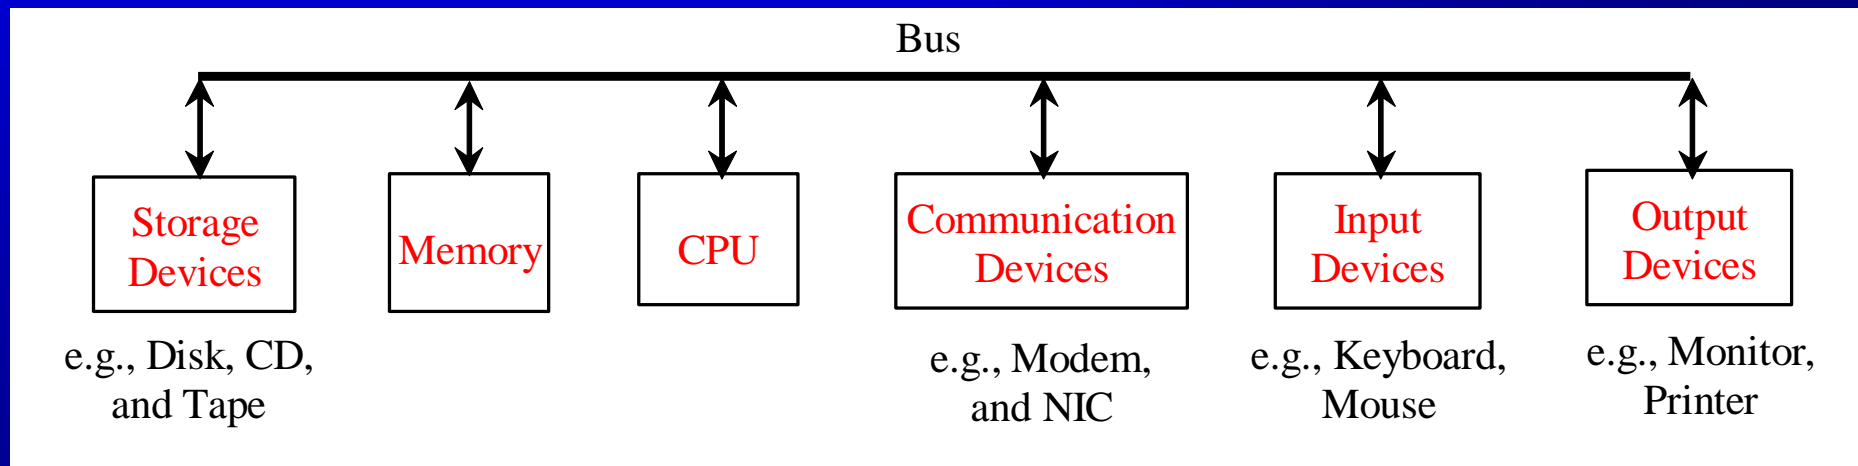 Bus
Storage
Devices
Memory
CPU
Communication
Devices
Input
Devices
Output
Devices
e.g., Disk, CD,
and Tape
e.g., Modem,
and NIC
e.g., Keyboard,
Mouse
e.g., Monitor,
Printer